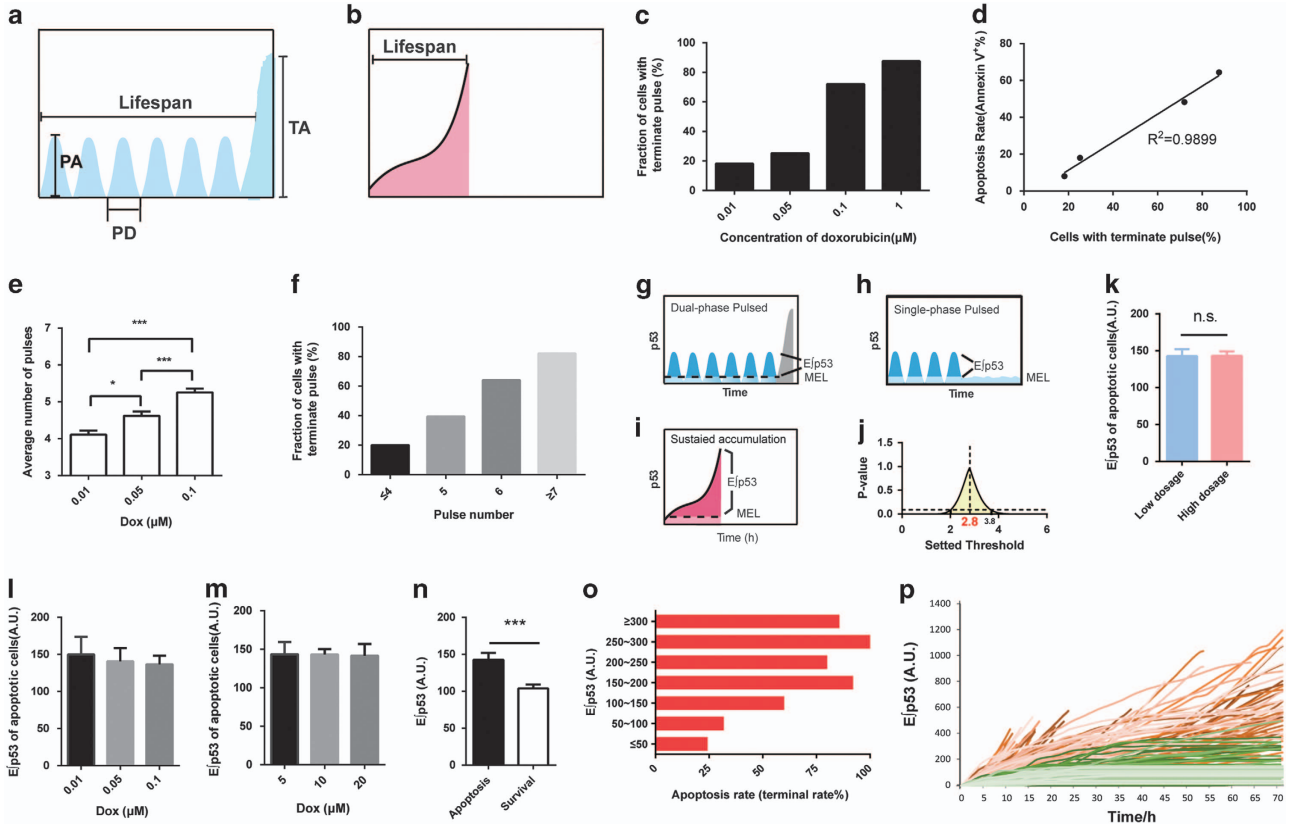 a
Lifespan
PA
TA
PD
b
Lifespan
c
Fraction of cells with
terminate pulse (%)
100
80
60
40
20
0
0.01
0.05
0.1
1
Concentration of doxorubicin(μM)
d
Apoptosis Rate(Annexin V+%)
80
60
40
20
0
R2=0.9899
0
20
40
60
80
100
Cells with terminate pulse(%)
e
Average number of pulses
7
6
5
4
3
***
***
*
0.01
0.05
0.1
Dox (μM)
f
Fraction of cells with
terminate pulse (%)
100
80
60
40
20
0
≤4
5
6
≥7
Pulse number
g
Dual-phase Pulsed
p53
E∫p53
MEL
Time
h
Single-phase Pulsed
p53
E∫p53
MEL
Time
i
Sustaied accumulation
p53
E∫p53
MEL
Time (h)
j
P-value
1.5
1.0
0.5
0.0
0
2
2.8
3.8
4
6
Setted Threshold
k
E∫p53 of apoptotic cells(A.U.)
200
150
100
50
0
n.s.
Low dosage
High dosage
l
E∫p53 of apoptotic cells(A.U.)
200
150
100
50
0
0.01
0.05
0.1
Dox (μM)
m
E∫p53 of apoptotic cells(A.U.)
200
150
100
50
0
5
10
20
Dox (μM)
n
E∫p53 (A.U.)
200
150
100
50
0
***
Apoptosis
Survival
o
E∫p53 (A.U.)
≥300
250~300
200~250
150~200
100~150
50~100
≤50
0
25
50
75
100
Apoptosis rate (terminal rate%)
p
E∫p53 (A.U.)
1400
1200
1000
800
600
400
200
0
0 5 10 15 20 25 30 35 40 45 50 55 60 65 70
Time/h